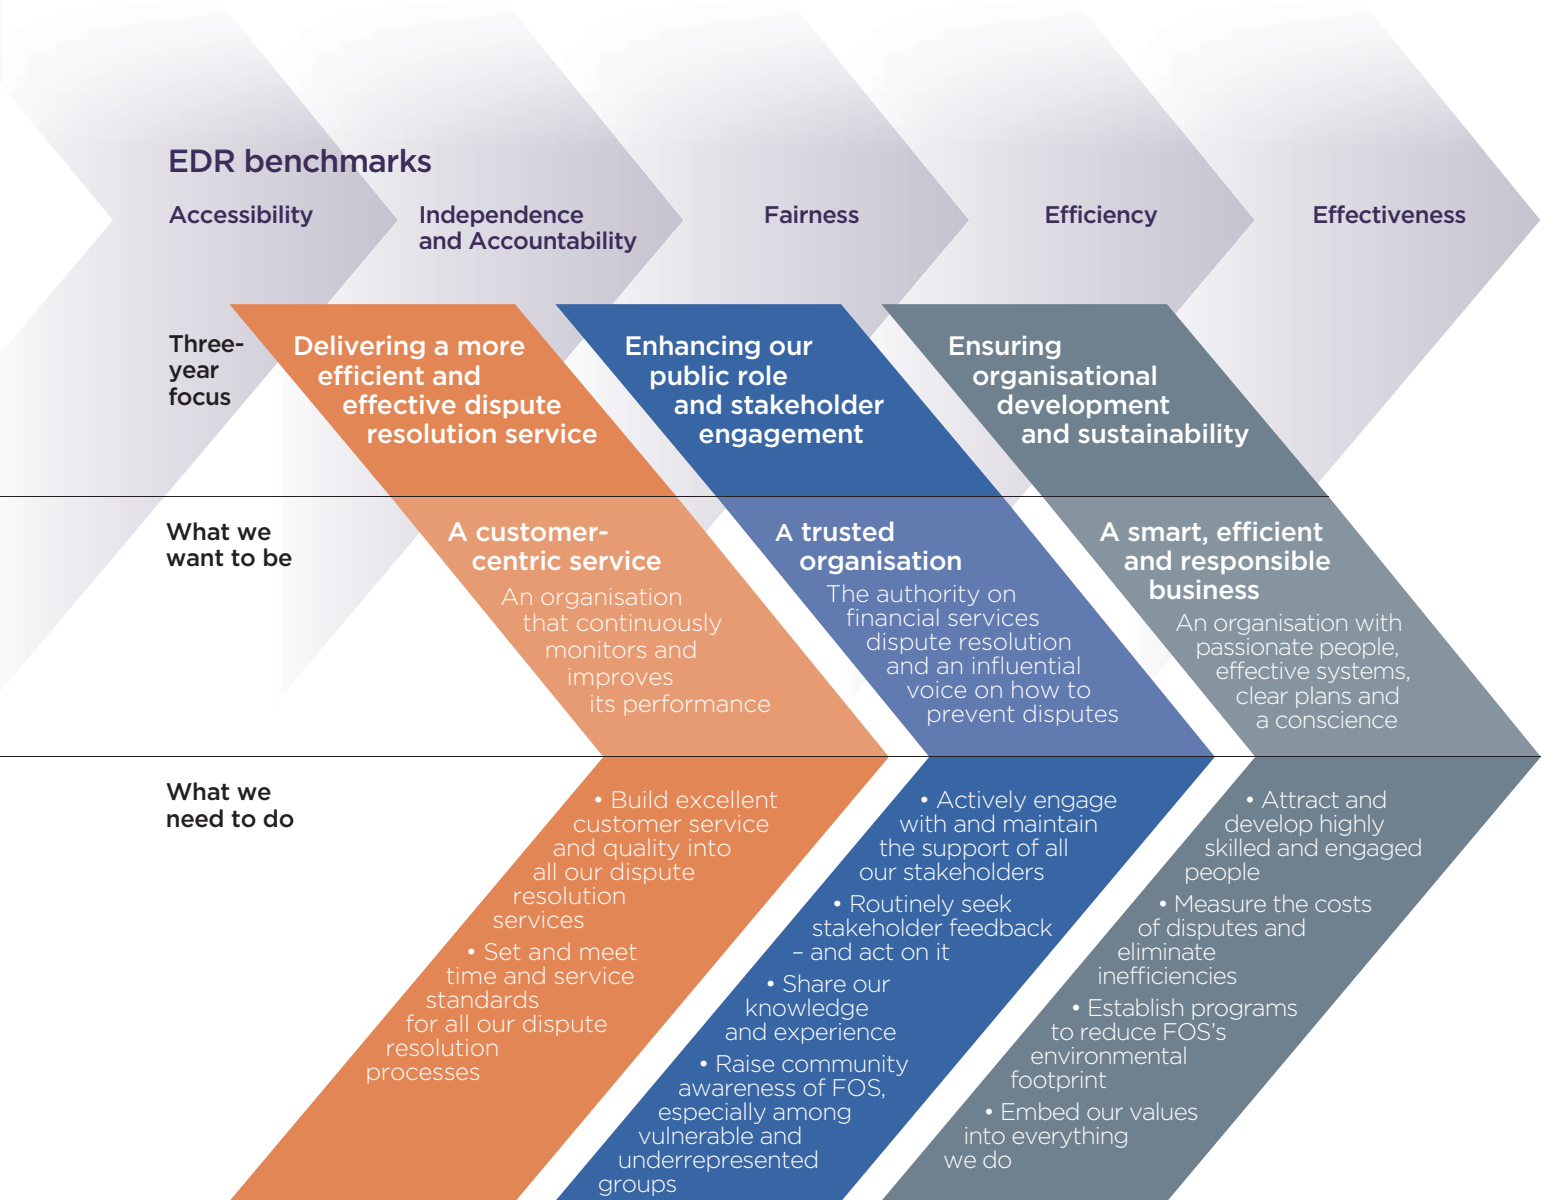 EDR benchmarks
Accessibility
Independence
and Accountability
Fairness
Efficiency
Effectiveness
Three-
year
focus
Delivering a more
efficient and
effective dispute
resolution service
Enhancing our
public role
and stakeholder
engagement
Ensuring
organisational
development
and sustainability
What we
want to be
A customer-
centric service
An organisation
that continuously
monitors and
improves
its performance
A trusted
organisation
The authority on
financial services
dispute resolution
and an influential
voice on how to
prevent disputes
A smart, efficient
and responsible
business
An organisation with
passionate people,
effective systems,
clear plans and
a conscience
What we
need to do
• Build excellent
customer service
and quality into
all our dispute
resolution
services
• Set and meet
time and service
standards
for all our dispute
resolution
processes
• Actively engage
with and maintain
the support of all
our stakeholders
• Routinely seek
stakeholder feedback
– and act on it
• Share our
knowledge
and experience
• Raise community
awareness of FOS,
especially among
vulnerable and
underrepresented
groups
• Attract and
develop highly
skilled and engaged
people
• Measure the costs
of disputes and
eliminate
inefficiencies
• Establish programs
to reduce FOS’s
environmental
footprint
• Embed our values
into everything
we do